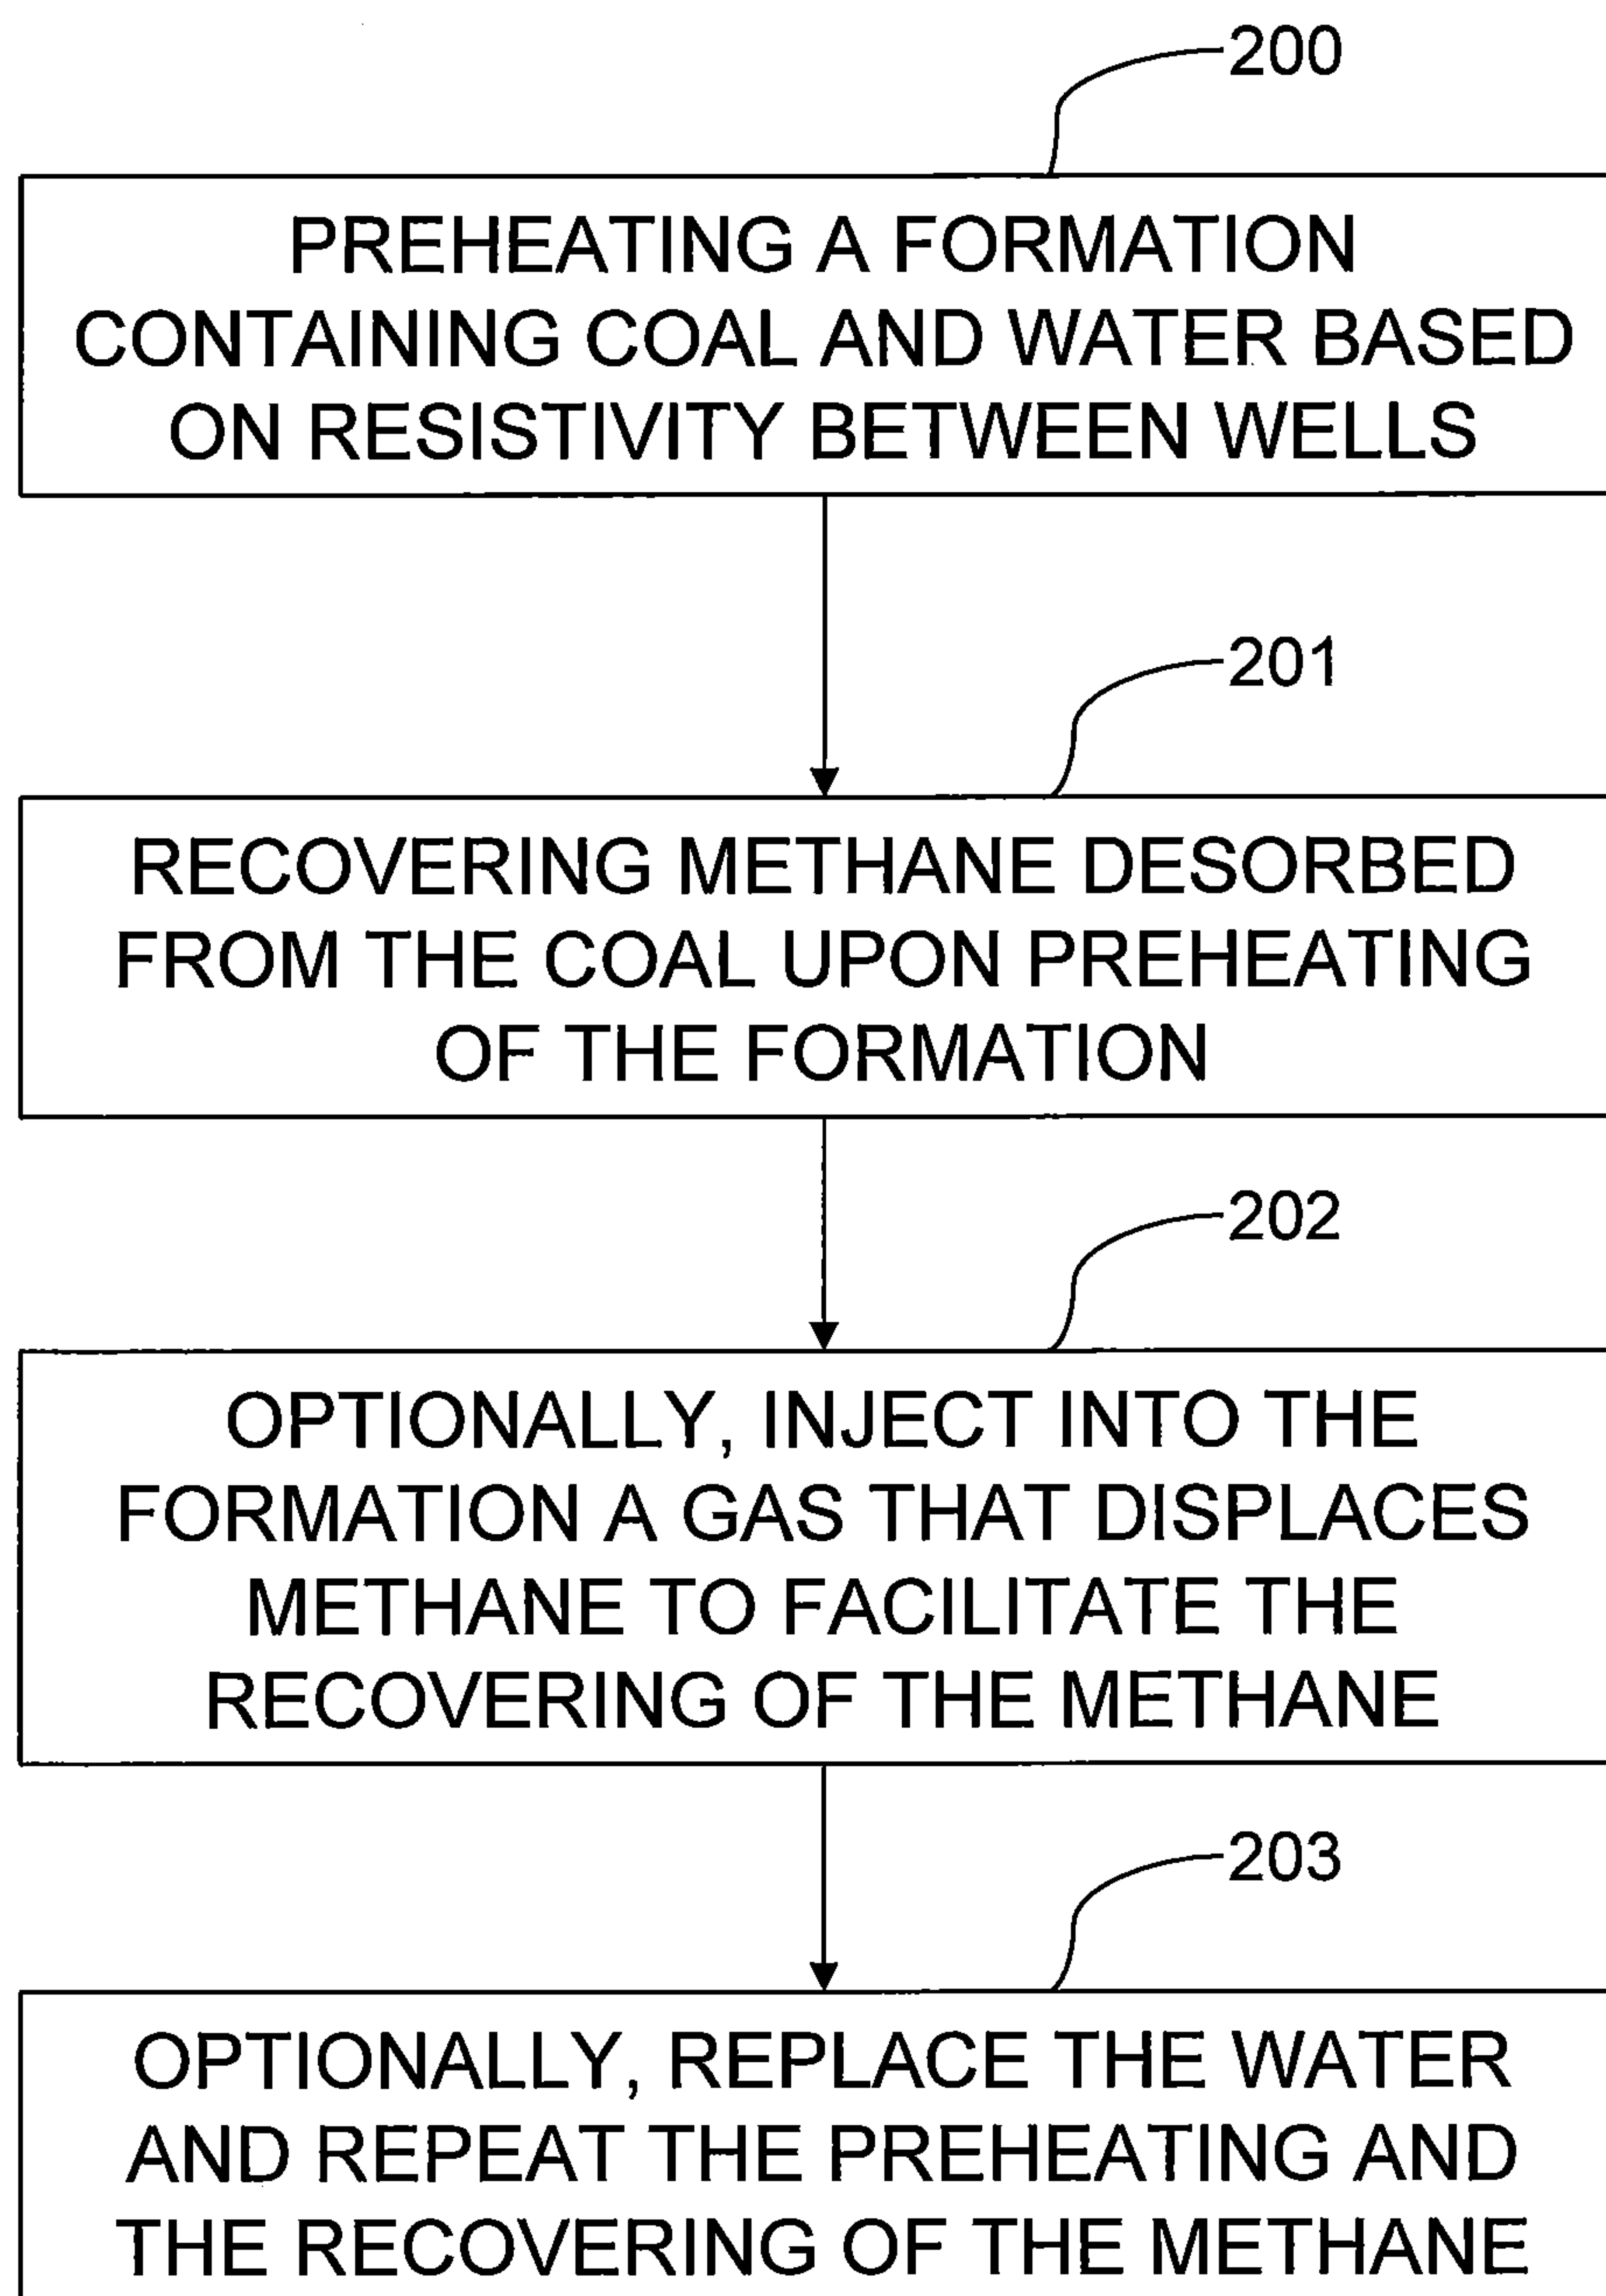 200
PREHEATING A FORMATION
CONTAINING COAL AND WATER BASED
ON RESISTIVITY BETWEEN WELLS
201
RECOVERING METHANE DESORBED
FROM THE COAL UPON PREHEATING
OF THE FORMATION
202
OPTIONALLY, INJECT INTO THE
FORMATION A GAS THAT DISPLACES
METHANE TO FACILITATE THE
RECOVERING OF THE METHANE
203
OPTIONALLY, REPLACE THE WATER
AND REPEAT THE PREHEATING AND
THE RECOVERING OF THE METHANE